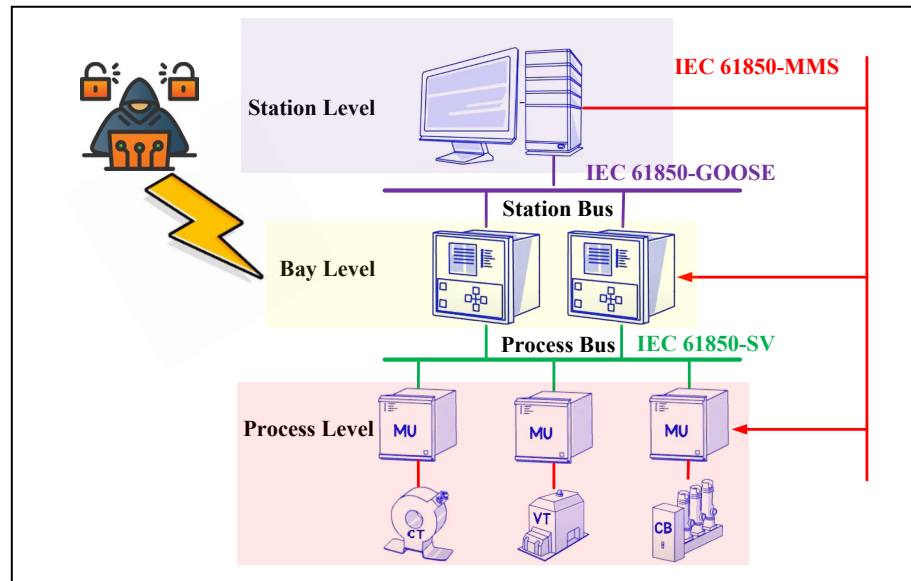 IEC 61850-MMS
Station Level
IEC 61850-GOOSE
Station Bus
Bay Level
Process Bus
IEC 61850-SV
Process Level
MU
MU
MU
CT
VT
CB